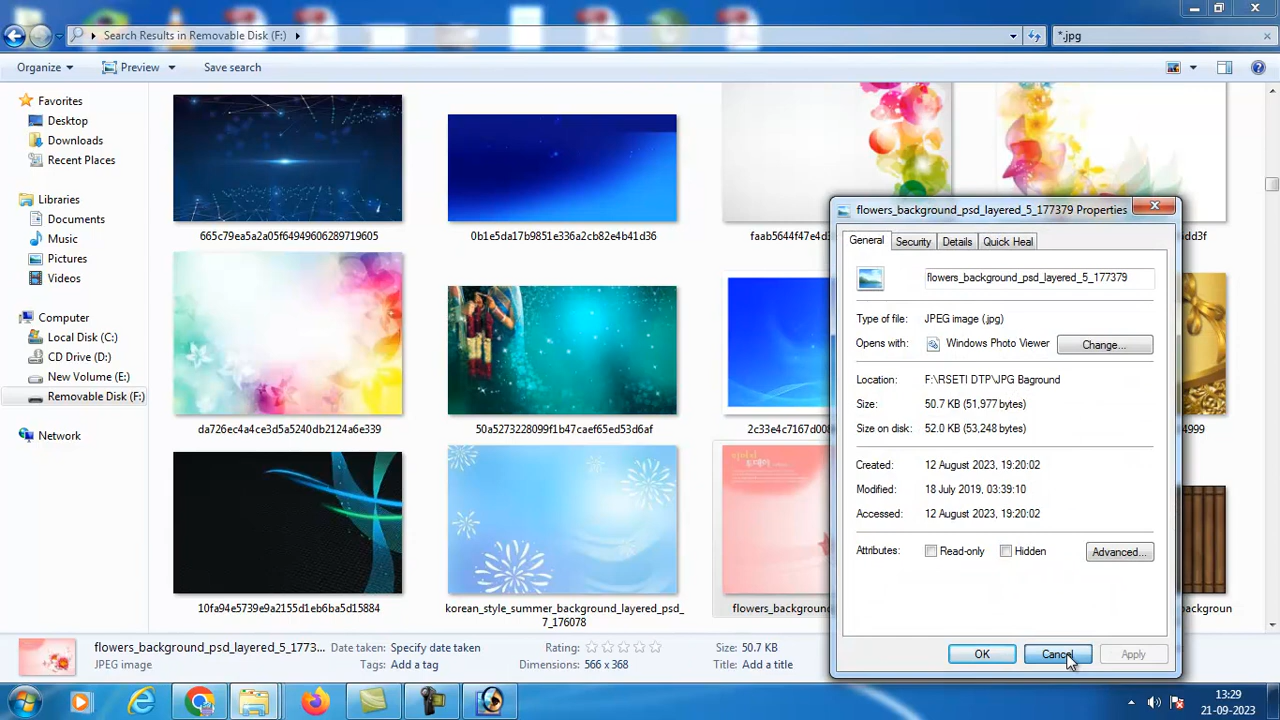 Search Results in Removable Disk (F:)
*.jpg
Organize
Preview
Save search
Favorites
Desktop
Downloads
Recent Places
Libraries
Documents
Music
Pictures
Videos
Computer
Local Disk (C:)
CD Drive (D:)
New Volume (E:)
Removable Disk (F:)
Network
665c79ea5a2a05f64949606289719605
0b1e5da17b9851e336a2cb82e4b41d36
faab5644f47e4d3
dd3f
da726ec4a4ce3d5a5240db2124a6e339
50a5273228099f1b47caef65ed53d6af
2c33e4c7167d008
4999
10fa94e5739e9a2155d1eb6ba5d15884
korean_style_summer_background_layered_psd_
7_176078
flowers_background
backgroun
flowers_background_psd_layered_5_177379 Properties
General
Security
Details
Quick Heal
flowers_background_psd_layered_5_177379
Type of file: JPEG image (.jpg)
Opens with: Windows Photo Viewer
Change...
Location: F:\RSETI DTP\JPG Baground
Size: 50.7 KB (51,977 bytes)
Size on disk: 52.0 KB (53,248 bytes)
Created: 12 August 2023, 19:20:02
Modified: 18 July 2019, 03:39:10
Accessed: 12 August 2023, 19:20:02
Attributes: Read-only Hidden
Advanced...
OK
Cancel
Apply
flowers_background_psd_layered_5_1773...
JPEG image
Date taken: Specify date taken
Tags: Add a tag
Rating:
Dimensions: 566 x 368
Size: 50.7 KB
Title: Add a title
13:29
21-09-2023